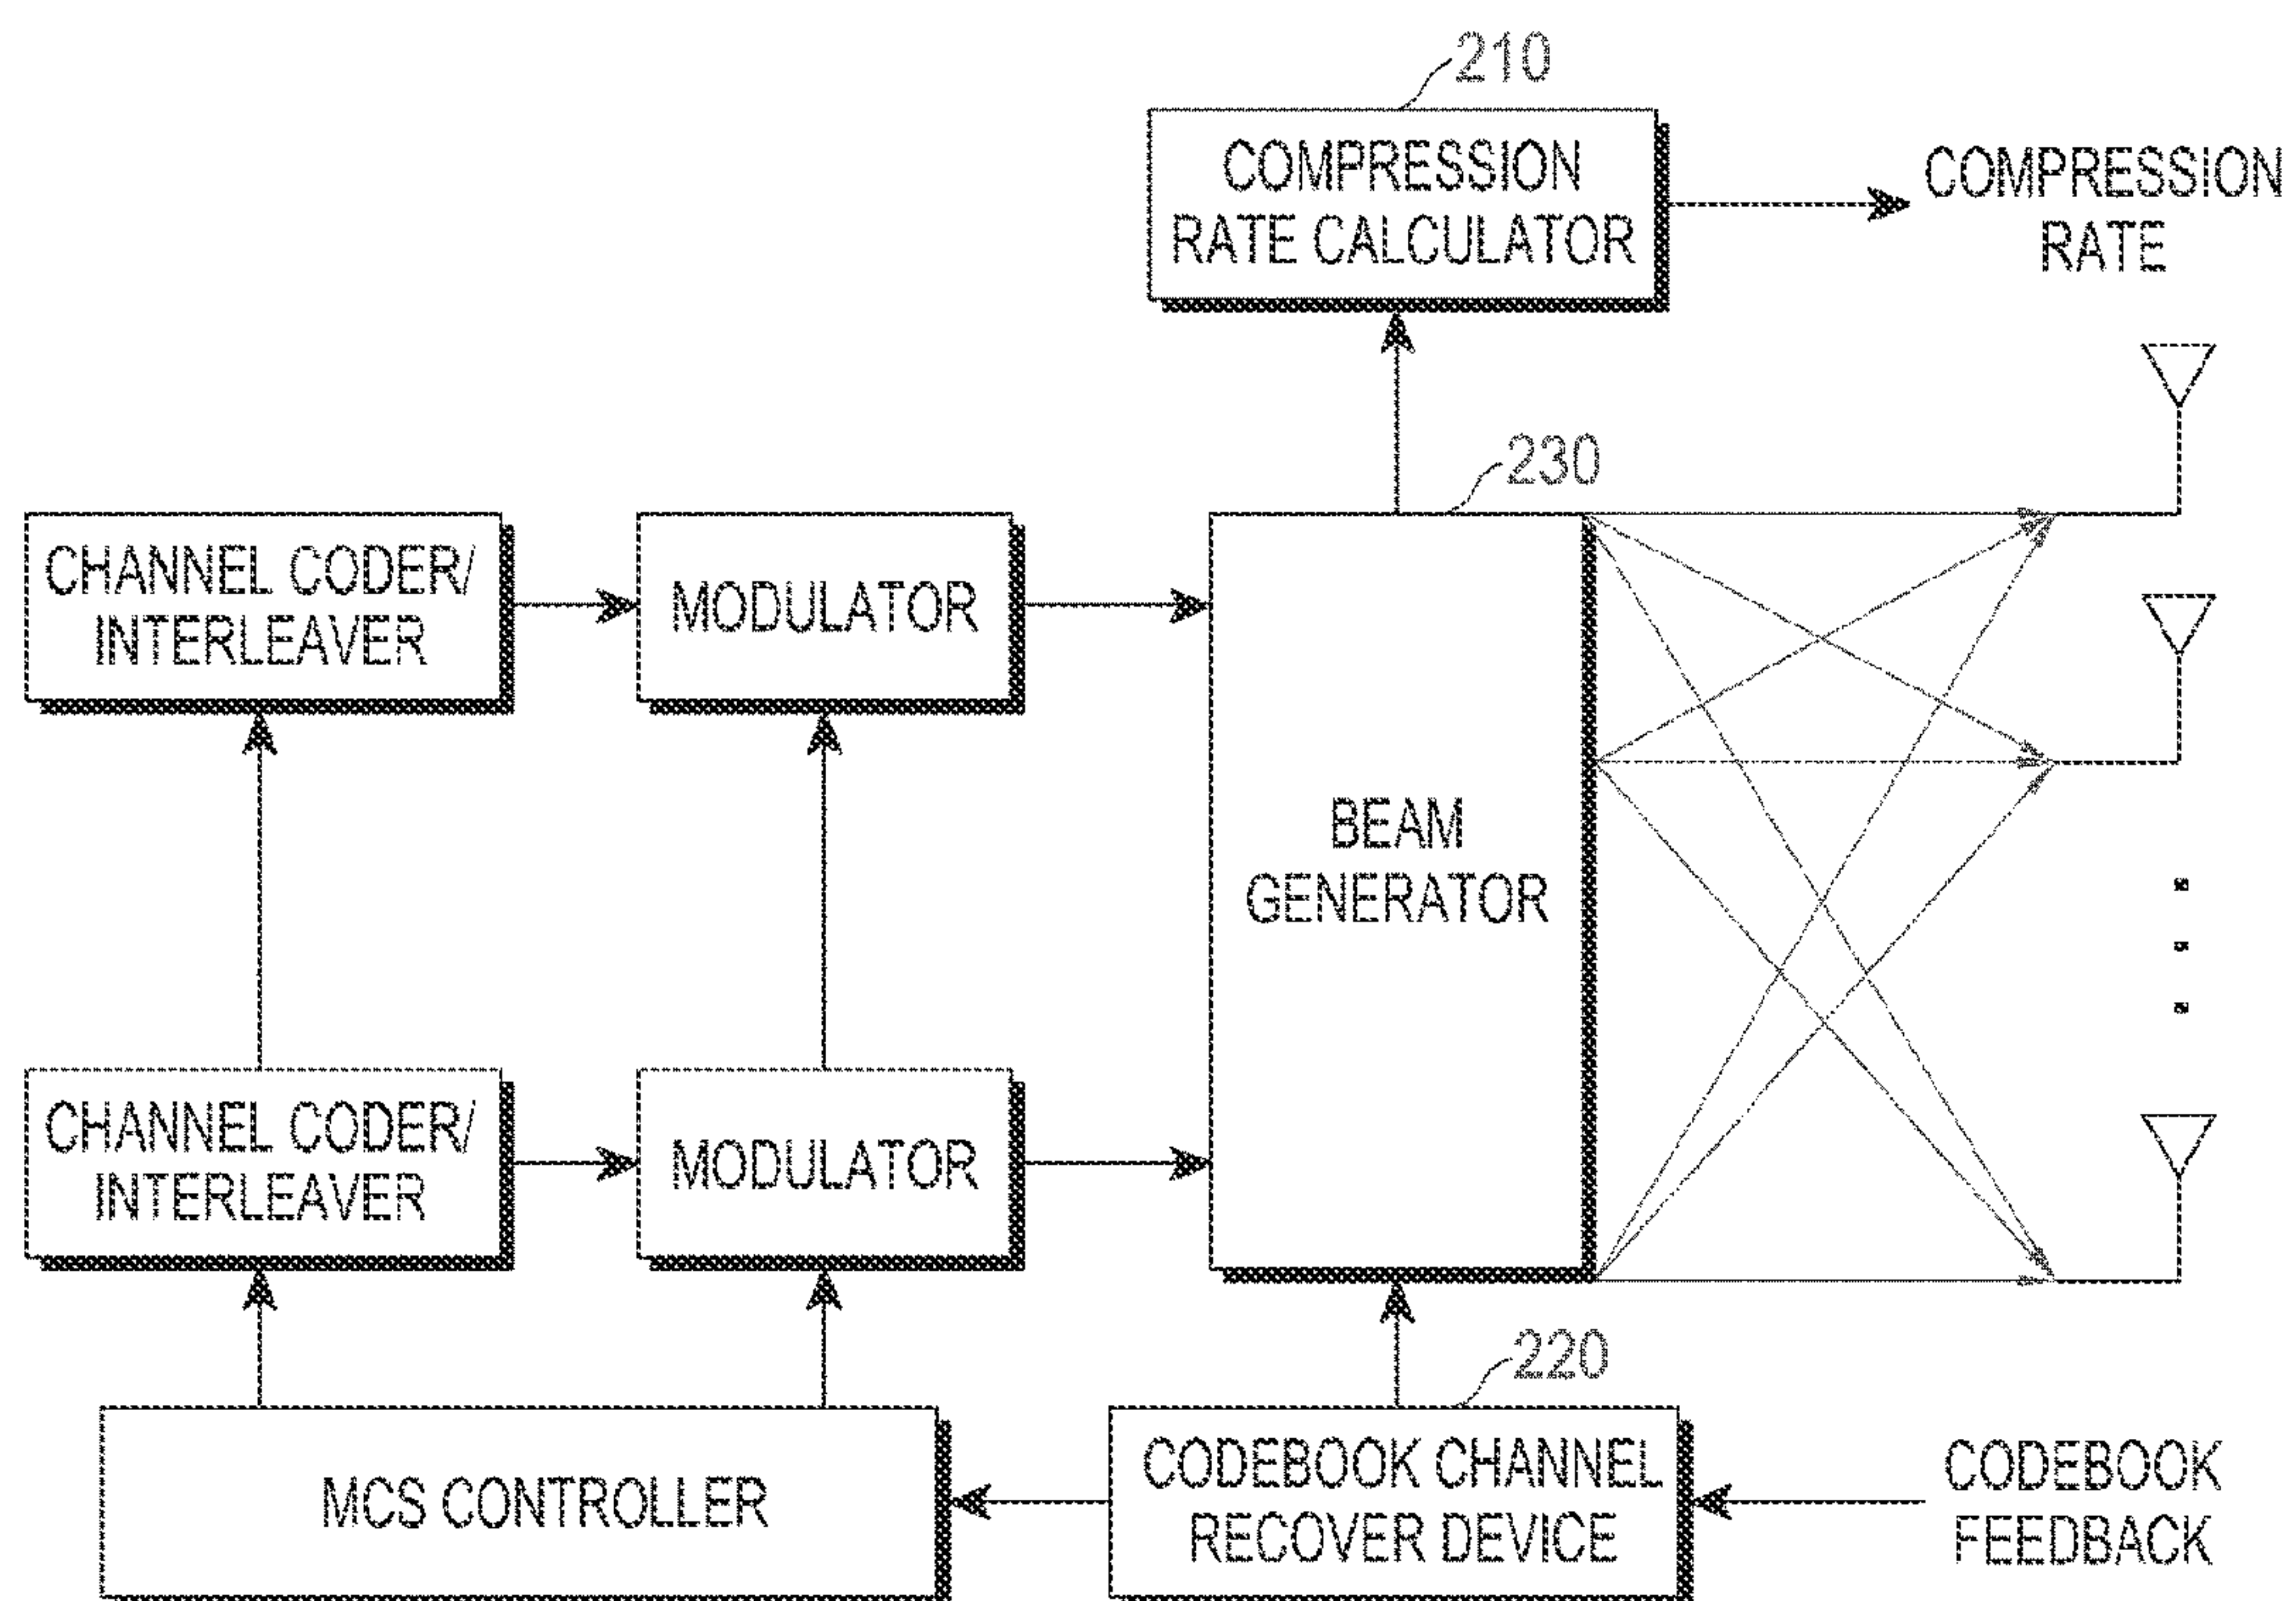 210
COMPRESSION
RATE CALCULATOR
COMPRESSION
RATE
230
CHANNEL CODER/
INTERLEAVER
MODULATOR
BEAM
GENERATOR
CHANNEL CODER/
INTERLEAVER
MODULATOR
220
MCS CONTROLLER
CODEBOOK CHANNEL
RECOVER DEVICE
CODEBOOK
FEEDBACK